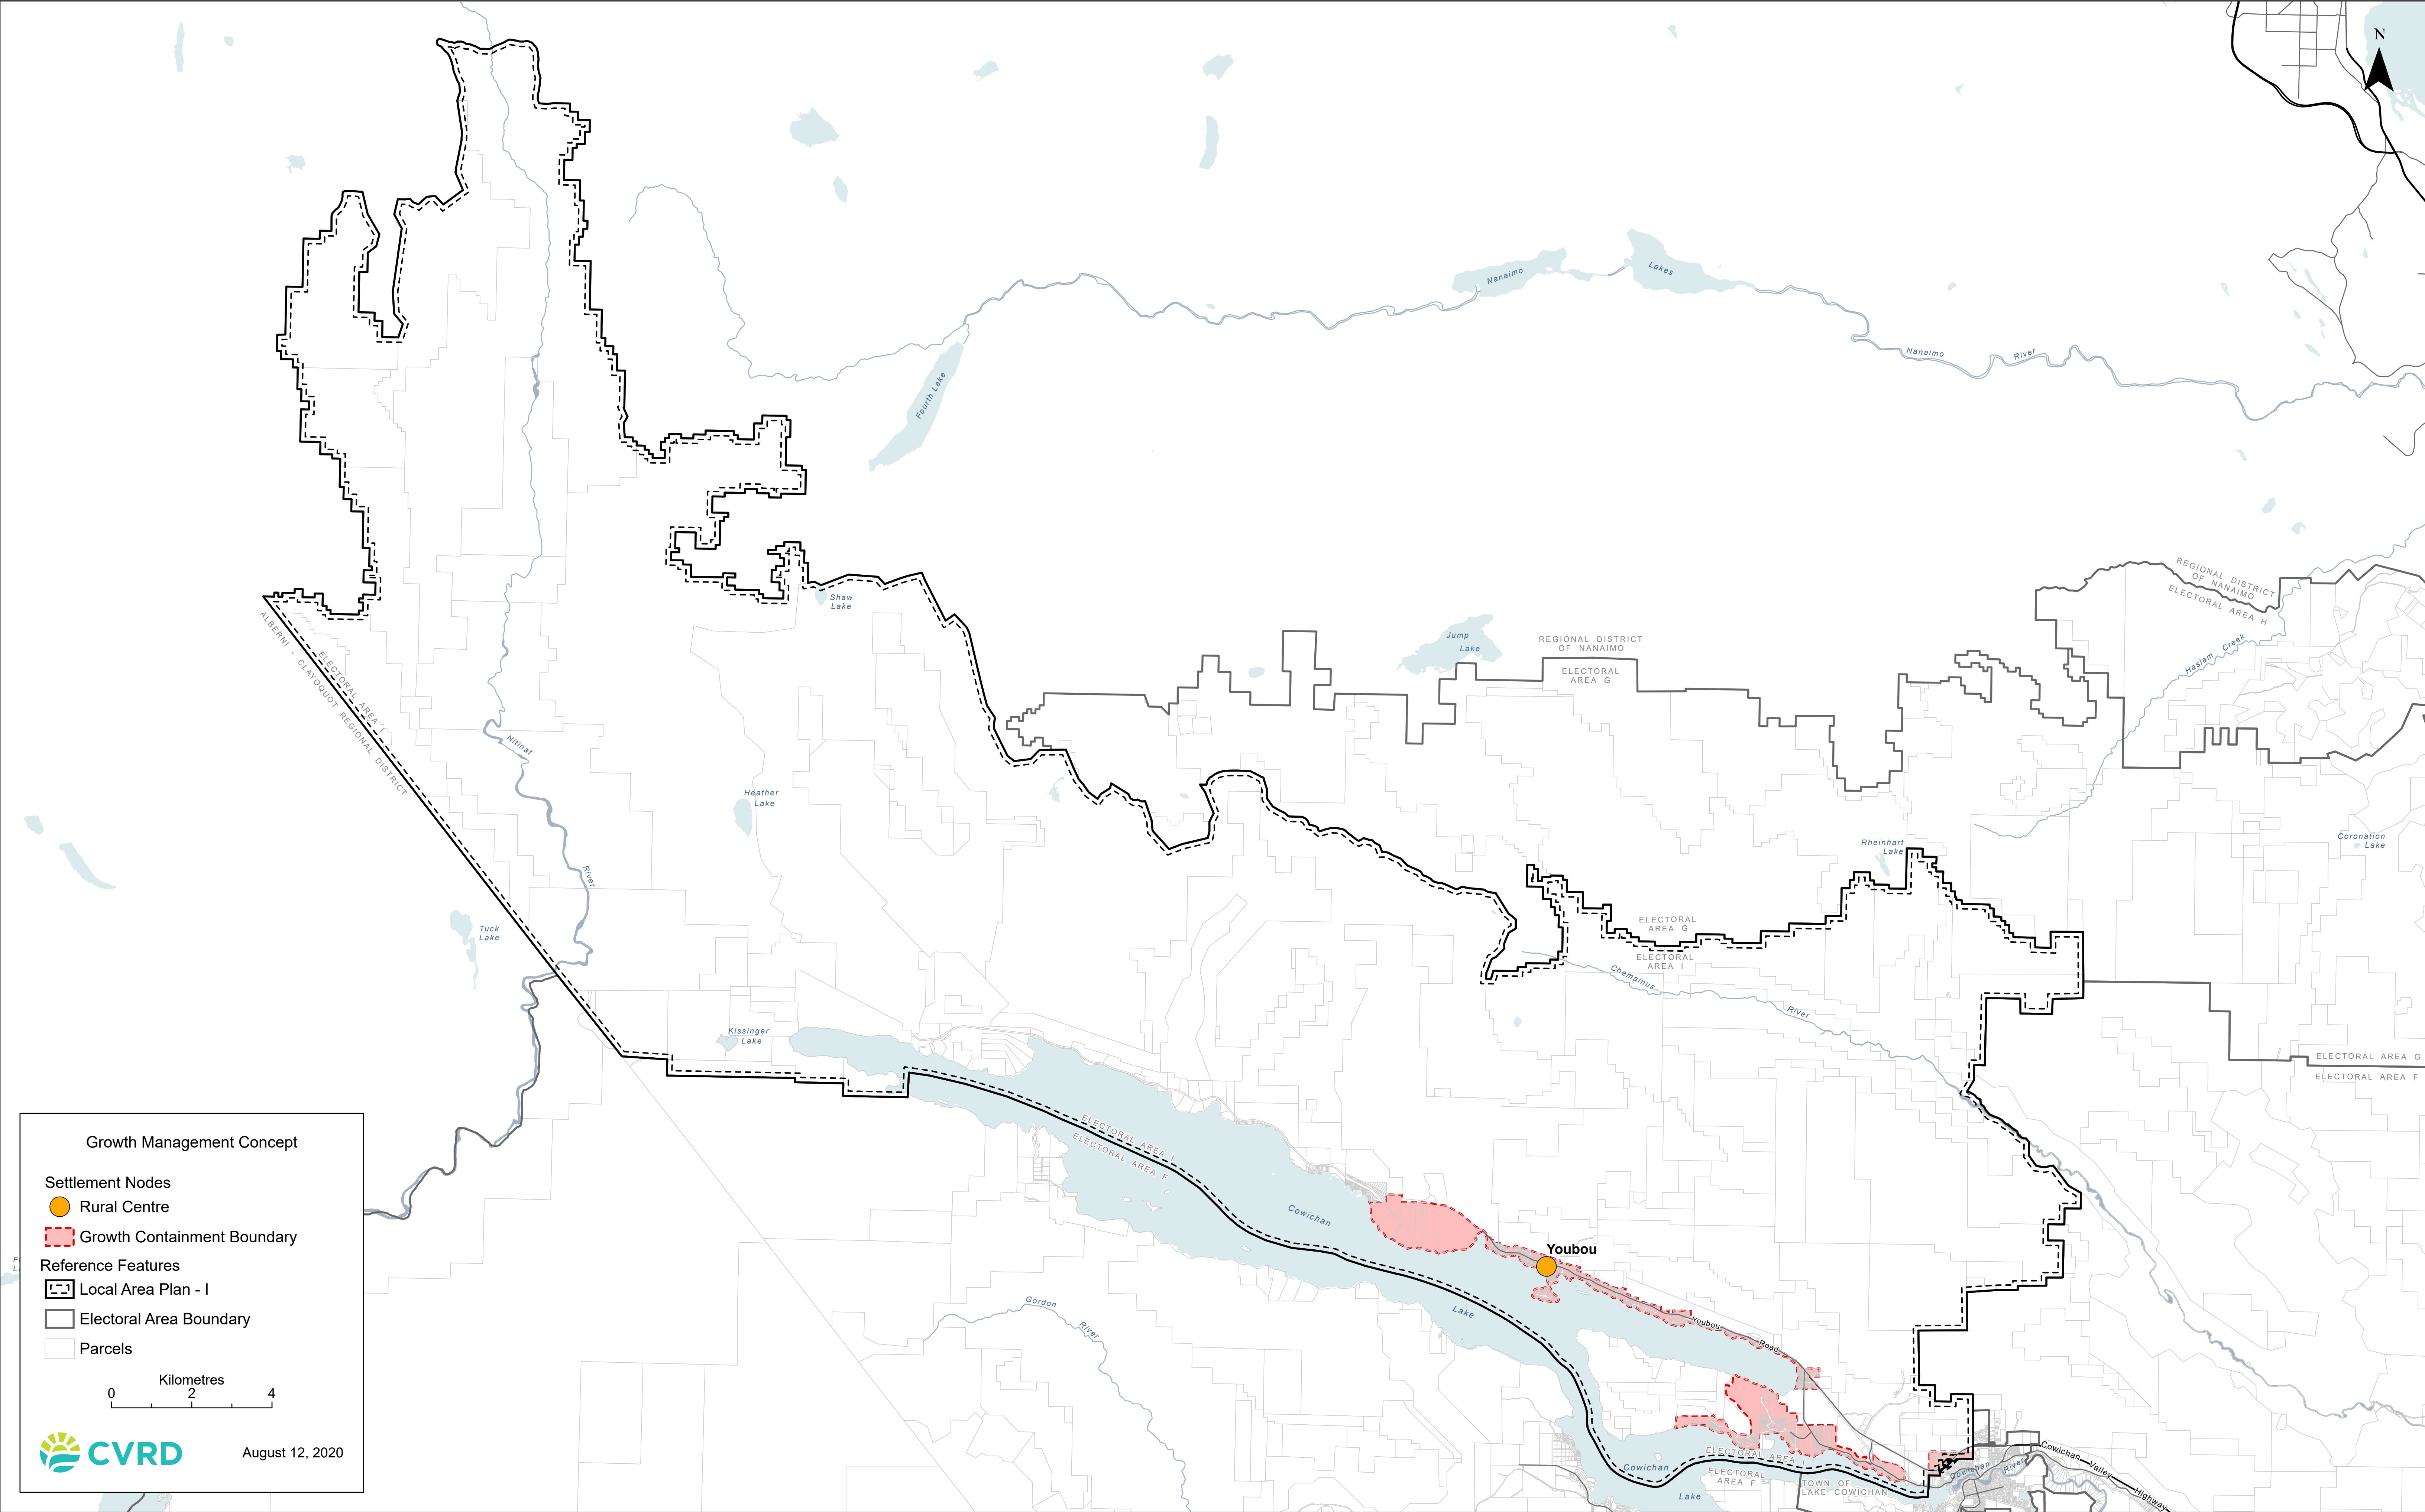 N
Nanaimo
Lakes
Nanaimo
River
Fourth Lake
REGIONAL DISTRICT
OF NANAIMO
ELECTORAL AREA H
Haslam
Creek
Shaw
Lake
Jump
Lake
REGIONAL DISTRICT
OF NANAIMO
ELECTORAL
AREA G
ELECTORAL AREA I
ALBERNI - CLAYOQUOT REGIONAL DISTRICT
Nitinat
River
Heather
Lake
Rheinhart
Lake
Coronation
Lake
Tuck
Lake
ELECTORAL
AREA G
ELECTORAL
AREA I
Chemainus
River
Kissinger
Lake
ELECTORAL AREA G
ELECTORAL AREA F
ELECTORAL AREA I
ELECTORAL AREA F
Cowichan
Lake
Youbou
Gordon
River
Youbou
Road
ELECTORAL AREA I
ELECTORAL
AREA F
Cowichan
Lake
TOWN OF
LAKE COWICHAN
Cowichan
River
Cowichan
Valley
Highway
Growth Management Concept
Settlement Nodes
Rural Centre
Growth Containment Boundary
Reference Features
Local Area Plan - I
Electoral Area Boundary
Parcels
Kilometres
0 2 4
CVRD
August 12, 2020